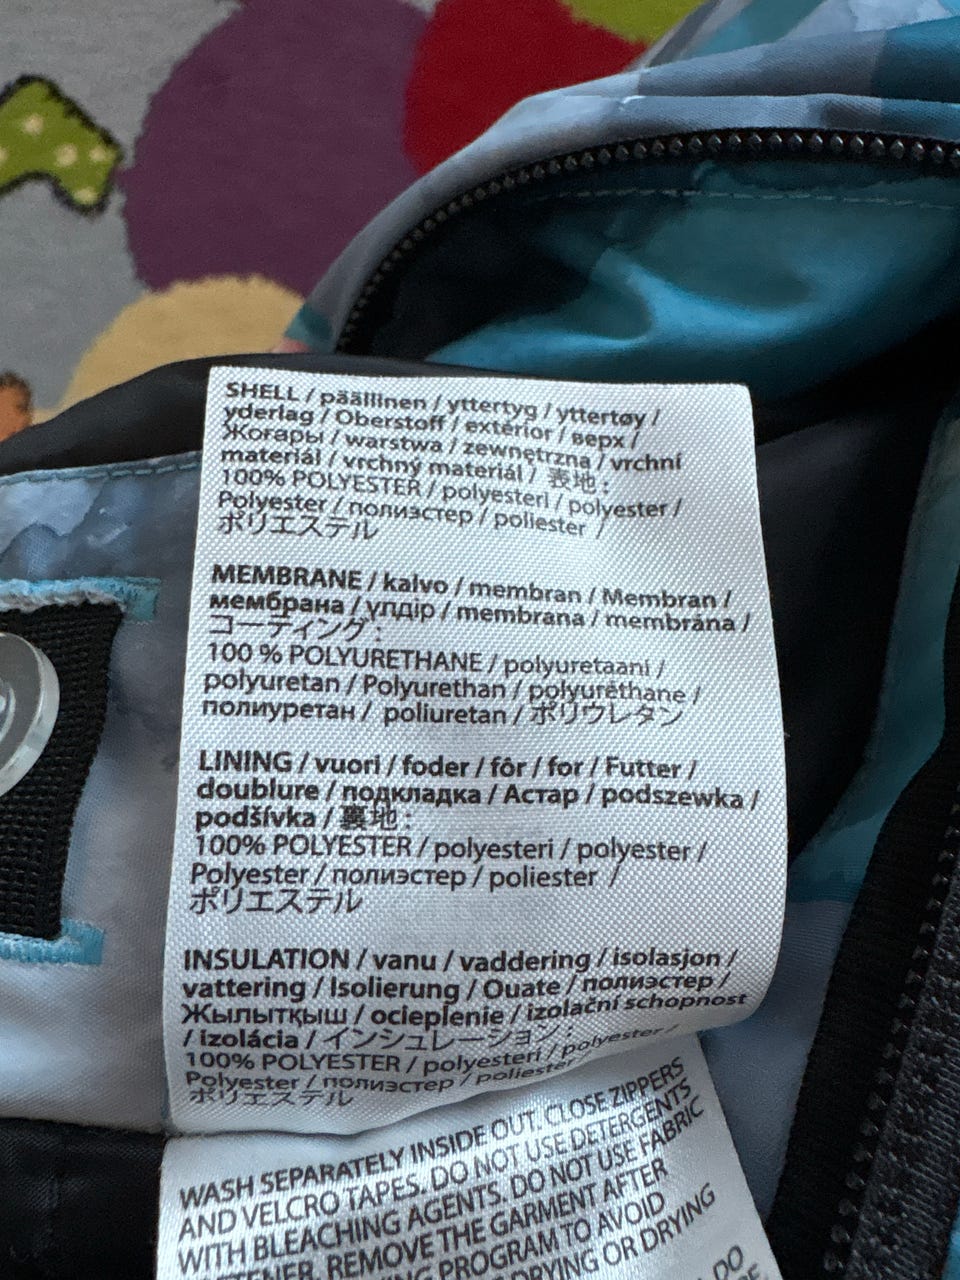 SHELL / päällinen / yttertyg / yttertøy /
yderlag / Oberstoff / extérior / верх /
Жоғары / warstwa / zewnętrzna / vrchní
materiál / vrchný materiál / 表地 :
100% POLYESTER / polyesteri / polyester /
Polyester / полиэстер / poliester /
ポリエステル
MEMBRANE / kalvo / membran / Membran /
мембрана / үлдір / membrana / membrána /
コーティング :
100 % POLYURETHANE / polyuretaani /
polyuretan / Polyurethan / polyuréthane /
полиуретан / poliuretan / ポリウレタン
LINING / vuori / foder / fôr / for / Futter /
doublure / подкладка / Астар / podszewka /
podšívka / 裏地 :
100% POLYESTER / polyesteri / polyester /
Polyester / полиэстер / poliester /
ポリエステル
INSULATION / vanu / vaddering / isolasjon /
vattering / Isolierung / Ouate / полиэстер /
Жылытқыш / ocieplenie / izolační schopnost
/ izolácia / インシュレーション :
100% POLYESTER / polyesteri / polyester /
Polyester / полиэстер / poliester /
ポリエステル
WASH SEPARATELY INSIDE OUT. CLOSE ZIPPERS
AND VELCRO TAPES. DO NOT USE DETERGENTS
WITH BLEACHING AGENTS. DO NOT USE FABRIC
REMOVE THE GARMENT AFTER
PROGRAM TO AVOID
DRYING OR DRYING
DO